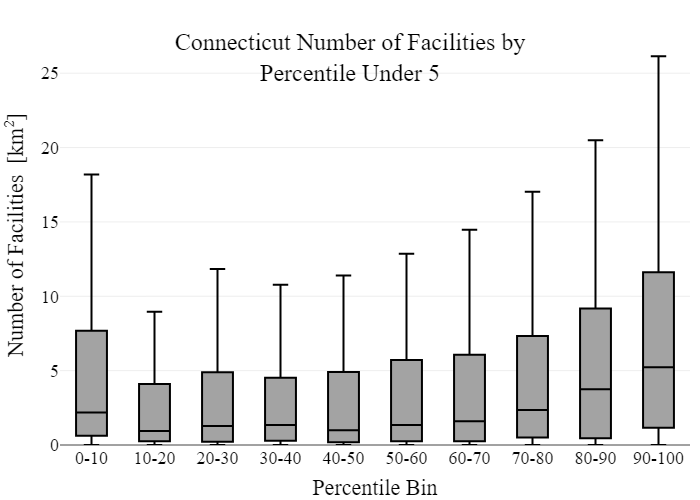 Connecticut Number of Facilities by
Percentile Under 5
Number of Facilities [km²]
25
20
15
10
5
0
0-10 10-20 20-30 30-40 40-50 50-60 60-70 70-80 80-90 90-100
Percentile Bin